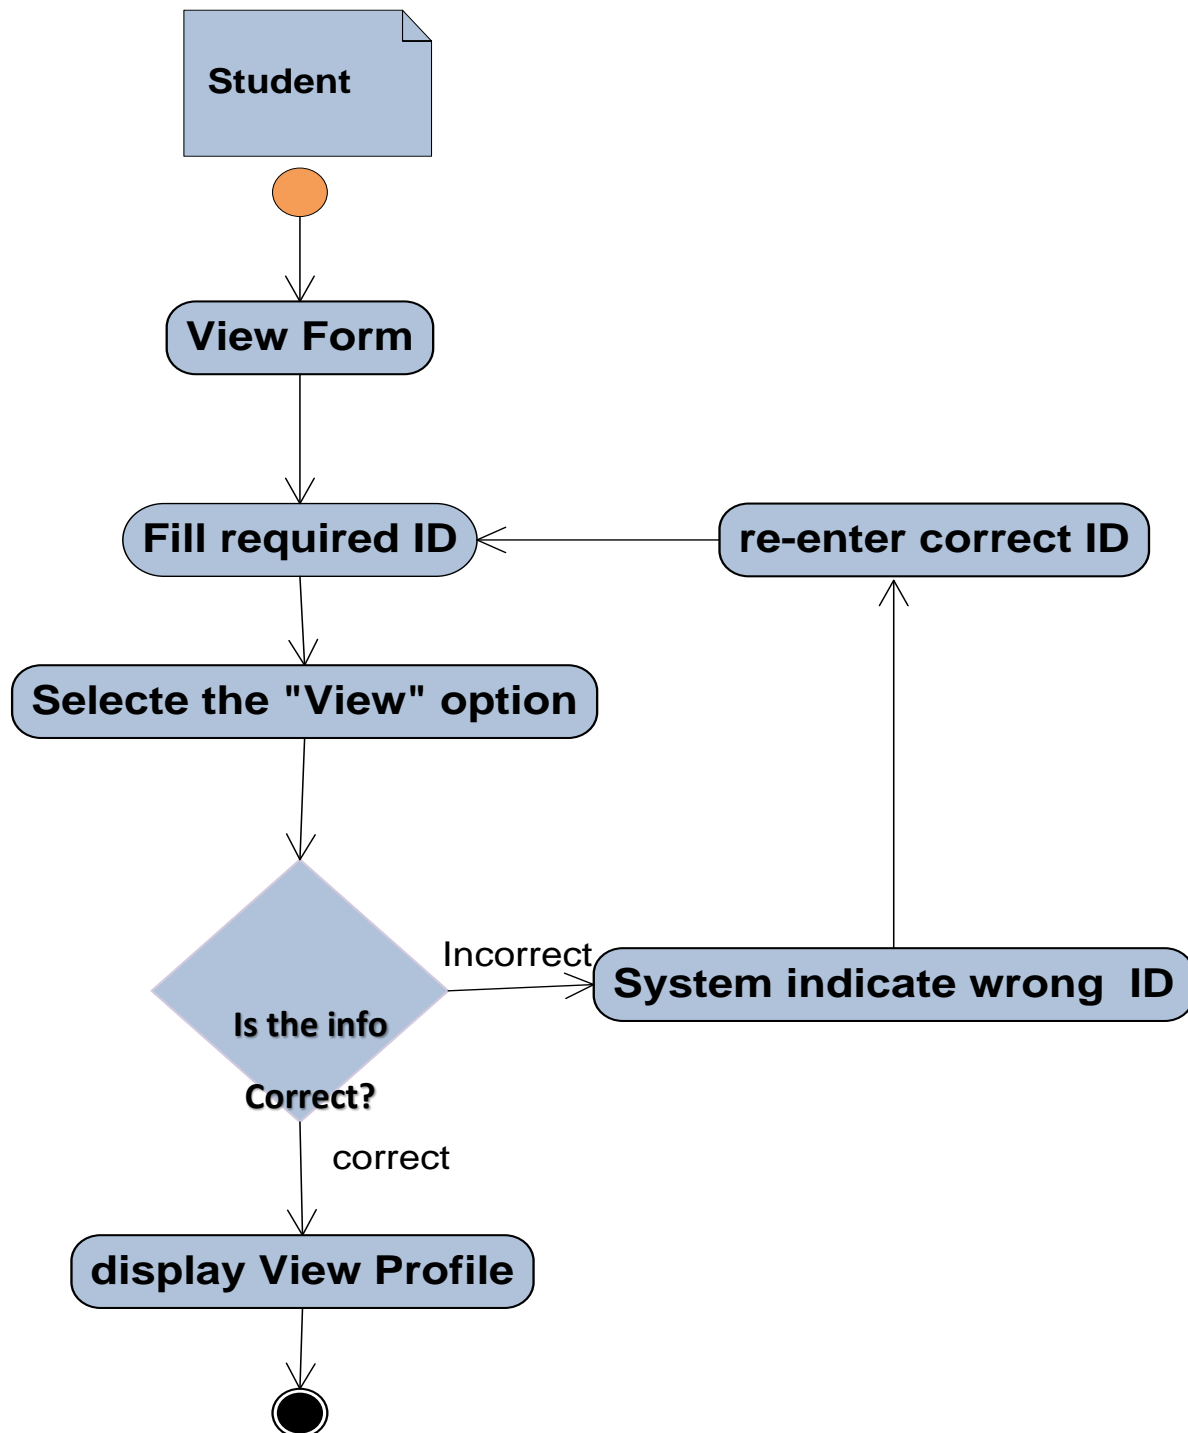 Student
View Form
Fill required ID
re-enter correct ID
Selecte the "View" option
Incorrect
System indicate wrong  ID
Is the info
Correct?
correct
display View Profile